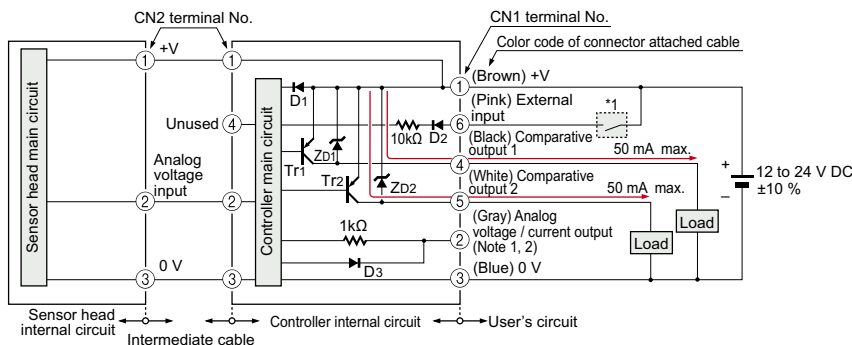 CN2 terminal No.
CN1 terminal No.
Color code of connector attached cable
Sensor head main circuit
Controller main circuit
1
+V
1
1
(Brown) +V
D1
(Pink) External
input
*1
Unused
4
10kΩ
D2
6
(Black) Comparative
output 1
50 mA max.
ZD1
Tr1
4
Analog
voltage
input
(White) Comparative
output 2
50 mA max.
Tr2
ZD2
2
2
5
+
–
12 to 24 V DC
±10 %
1kΩ
(Gray) Analog
voltage / current output
(Note 1, 2)
2
Load
Load
D3
3
0 V
3
3
(Blue) 0 V
Sensor head
internal circuit
Intermediate cable
Controller internal circuit
User's circuit